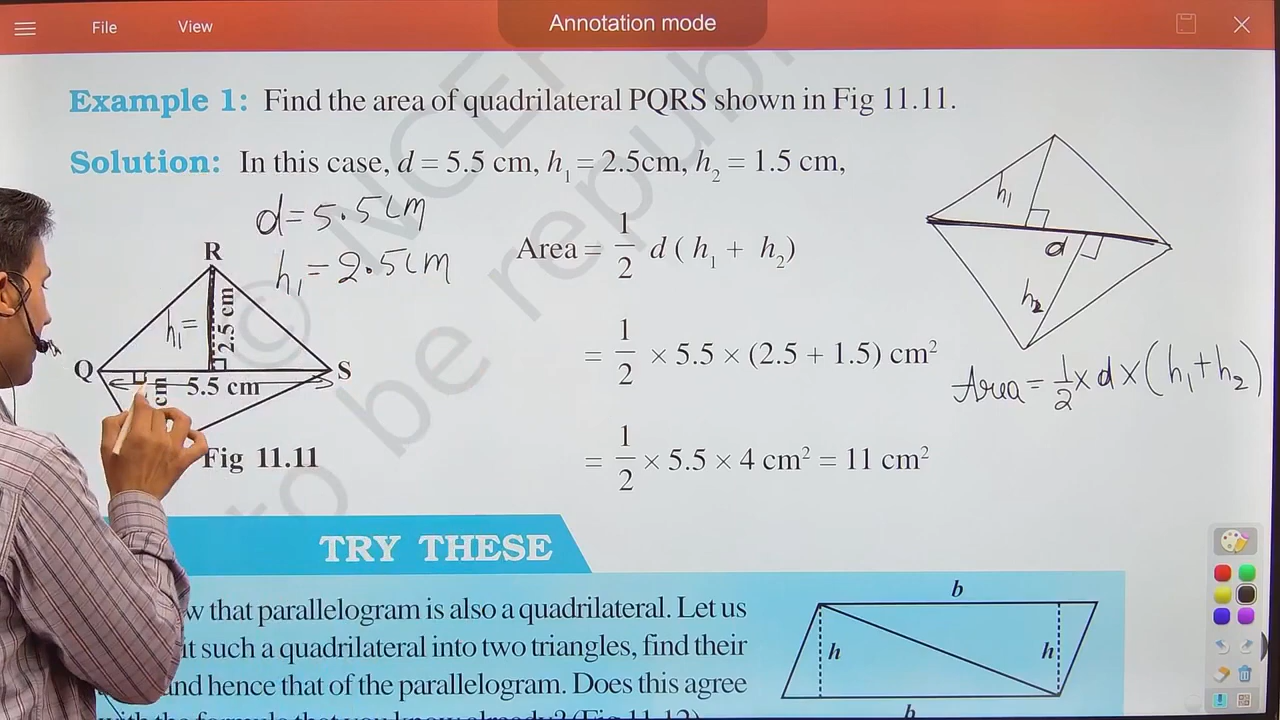 File View Annotation mode
Example 1: Find the area of quadrilateral PQRS shown in Fig 11.11.
Solution: In this case, d = 5.5 cm, h₁ = 2.5cm, h₂ = 1.5 cm,
d=5.5cm
h₁=2.5cm
Area = 1/2 d ( h₁ + h₂)
= 1/2 × 5.5 × (2.5 + 1.5) cm²
= 1/2 × 5.5 × 4 cm² = 11 cm²
R
h₁=
2.5 cm
Q
S
5.5 cm
cm
Fig 11.11
h₁
d
h₂
Area = 1/2 x d x (h₁+h₂)
TRY THESE
that parallelogram is also a quadrilateral. Let us
such a quadrilateral into two triangles, find their
and hence that of the parallelogram. Does this agree
b
h
h
b
© NCER
to be republ